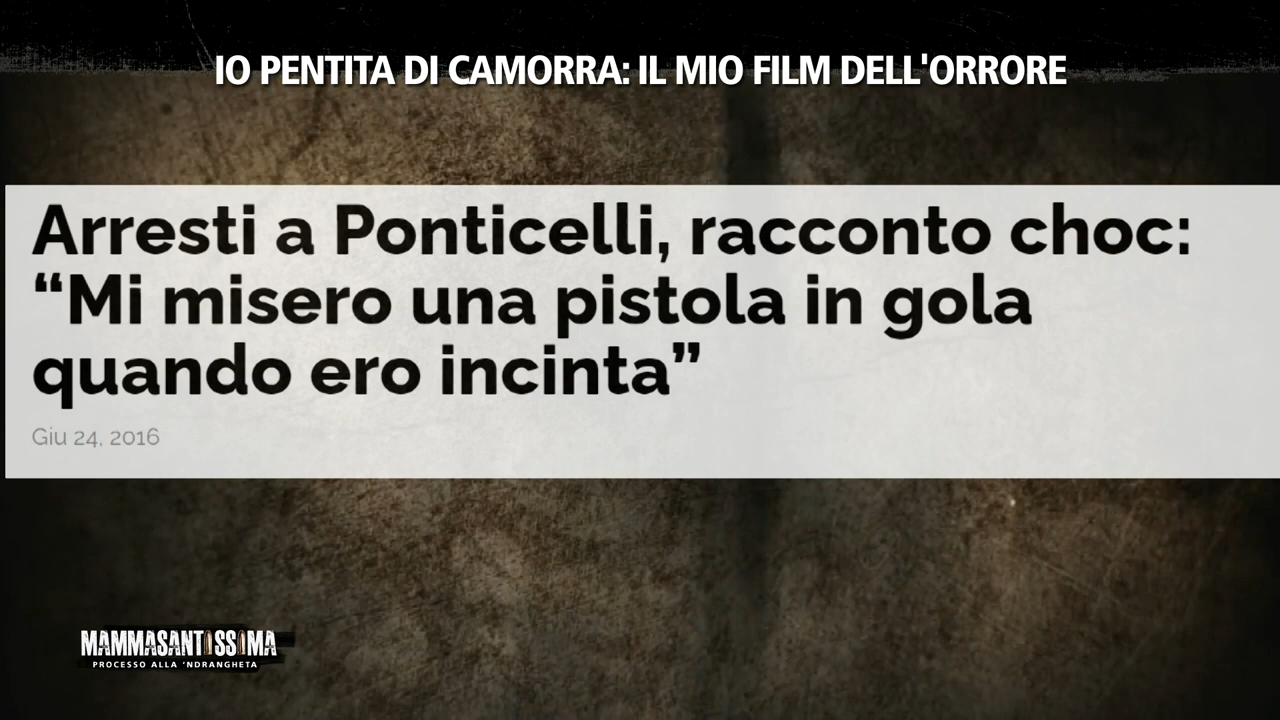 IO PENTITA DI CAMORRA: IL MIO FILM DELL'ORRORE
Arresti a Ponticelli, racconto choc:
“Mi misero una pistola in gola
quando ero incinta”
Giu 24, 2016
MAMMASANTISSIMA
PROCESSO ALLA 'NDRANGHETA